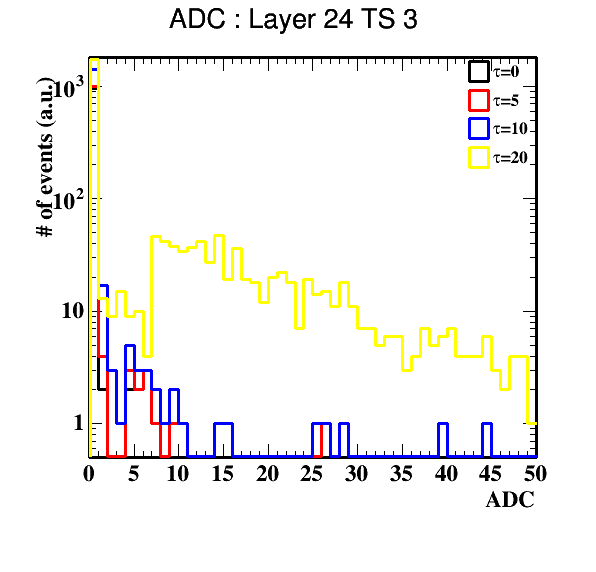 ADC : Layer 24 TS 3
# of events (a.u.)
10³
10²
10
1
τ=0
τ=5
τ=10
τ=20
0 5 10 15 20 25 30 35 40 45 50
ADC